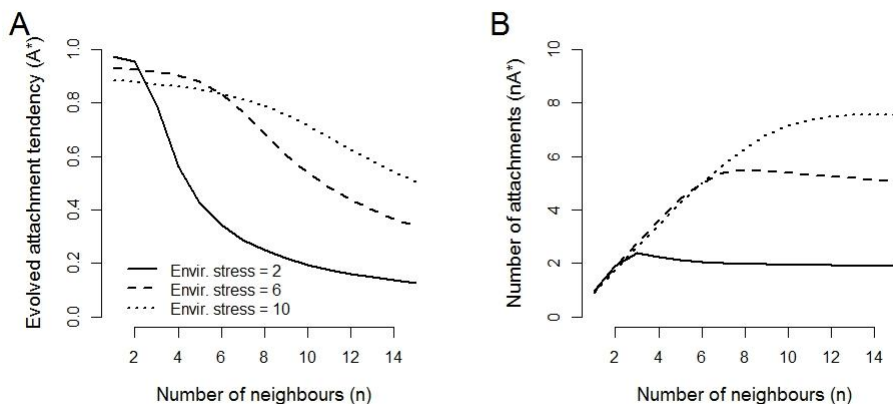 A
Evolved attachment tendency (A*)
1.0
0.8
0.6
0.4
0.2
0.0
Envir. stress = 2
Envir. stress = 6
Envir. stress = 10
2 4 6 8 10 12 14
Number of neighbours (n)
B
Number of attachments (nA*)
10
8
6
4
2
0
2 4 6 8 10 12 14
Number of neighbours (n)